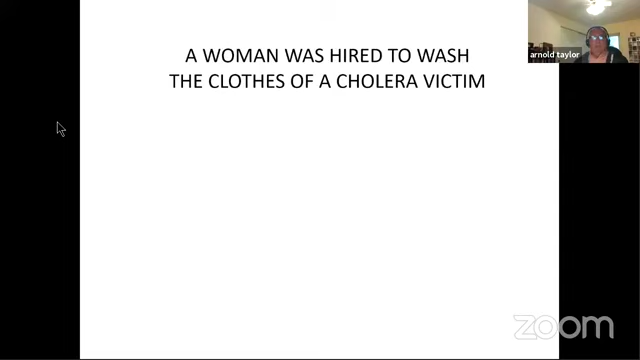 arnold taylor
A WOMAN WAS HIRED TO WASH
THE CLOTHES OF A CHOLERA VICTIM
zoom